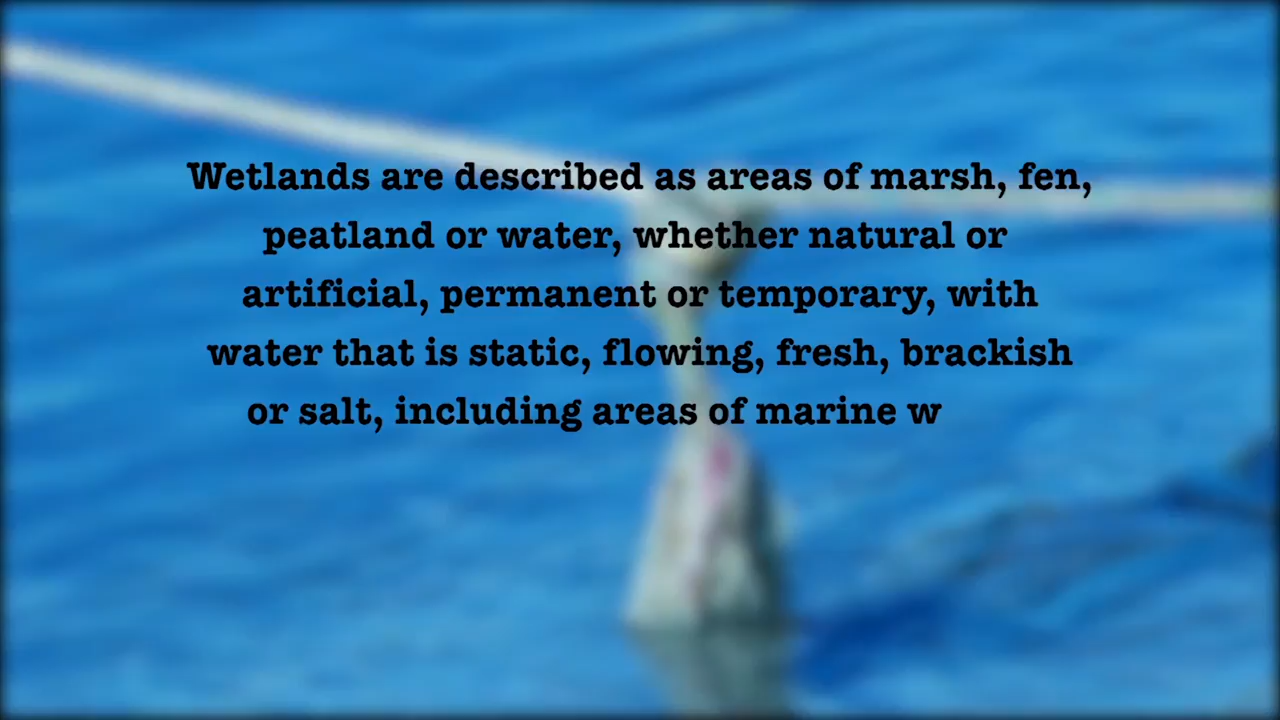 Wetlands are described as areas of marsh, fen,
peatland or water, whether natural or
artificial, permanent or temporary, with
water that is static, flowing, fresh, brackish
or salt, including areas of marine w